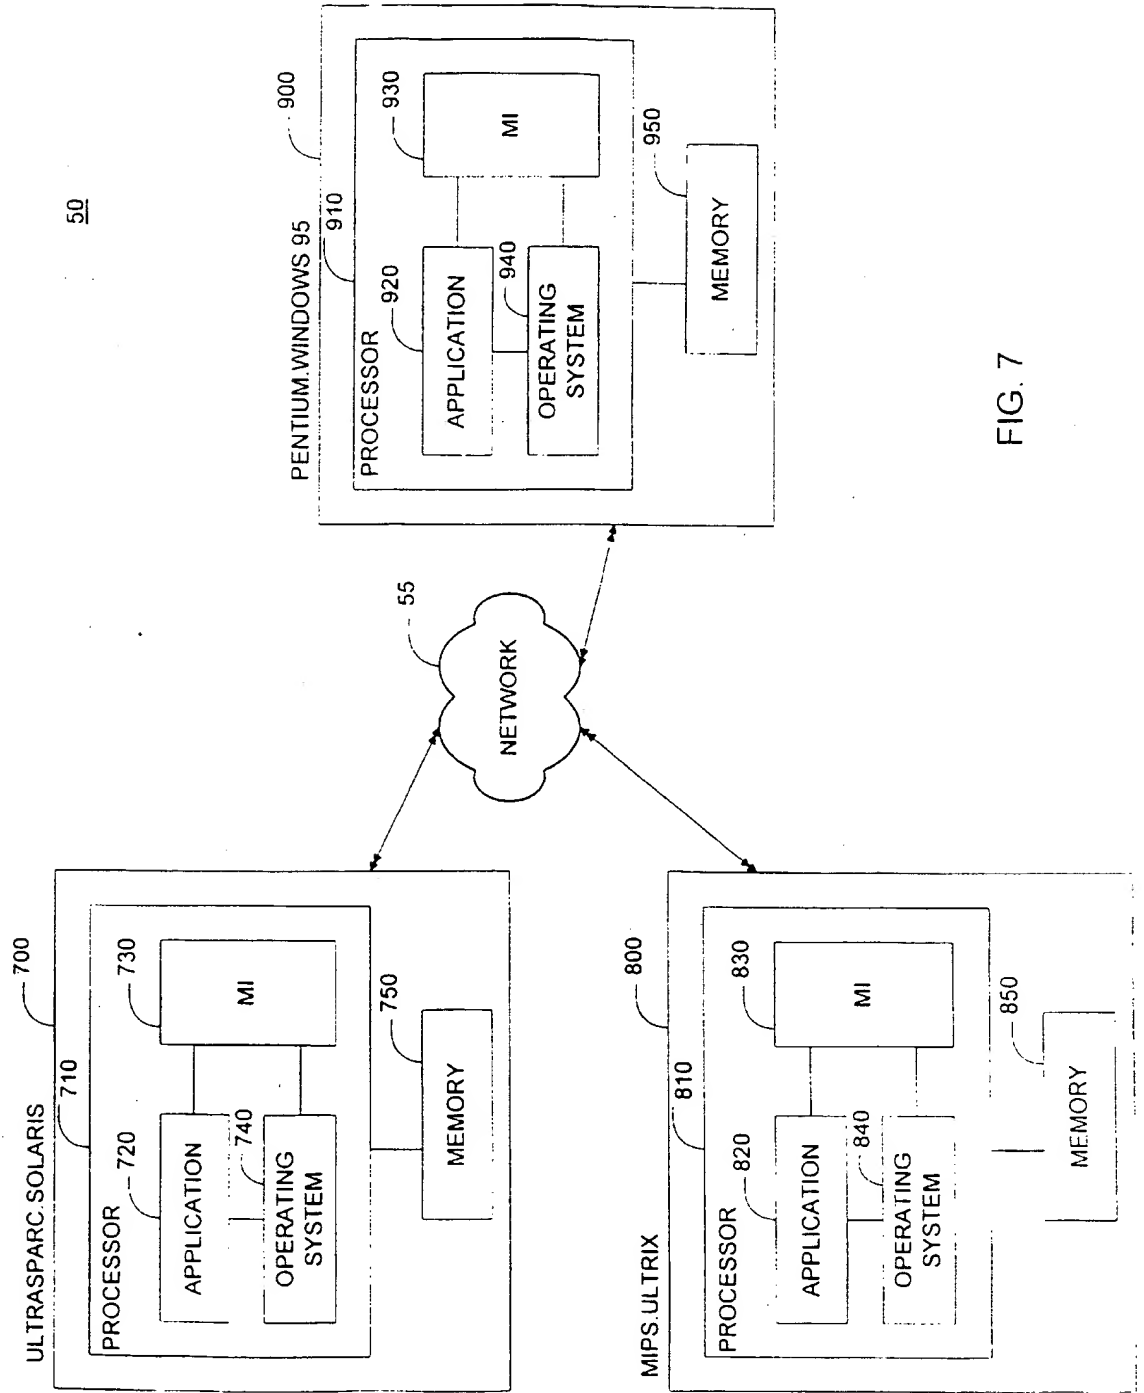 50
ULTRASPARC.SOLARIS
700
710
PROCESSOR
720
APPLICATION
730
MI
740
OPERATING
SYSTEM
750
MEMORY
55
NETWORK
PENTIUM.WINDOWS 95
900
910
PROCESSOR
920
APPLICATION
930
MI
940
OPERATING
SYSTEM
950
MEMORY
MIPS.ULTRIX
800
810
PROCESSOR
820
APPLICATION
830
MI
840
OPERATING
SYSTEM
850
MEMORY
FIG. 7